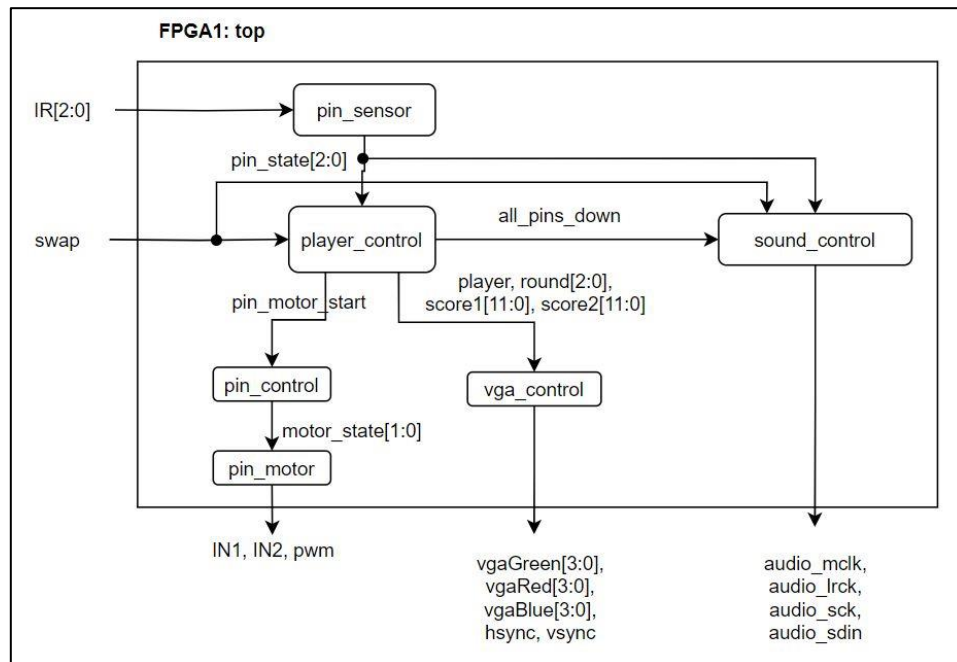 FPGA1: top
IR[2:0]
pin_sensor
pin_state[2:0]
swap
player_control
all_pins_down
sound_control
pin_motor_start
player, round[2:0],
score1[11:0], score2[11:0]
pin_control
vga_control
motor_state[1:0]
pin_motor
IN1, IN2, pwm
vgaGreen[3:0],
vgaRed[3:0],
vgaBlue[3:0],
hsync, vsync
audio_mclk,
audio_lrck,
audio_sck,
audio_sdin